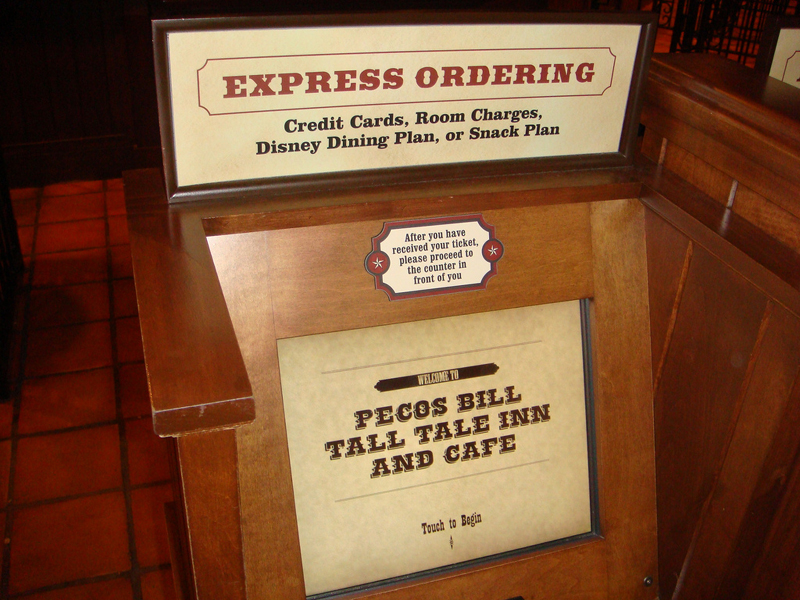 EXPRESS ORDERING
Credit Cards, Room Charges,
Disney Dining Plan, or Snack Plan
After you have
received your ticket,
please proceed to
the counter in
front of you
WELCOME TO
PECOS BILL
TALL TALE INN
AND CAFE
Touch to Begin